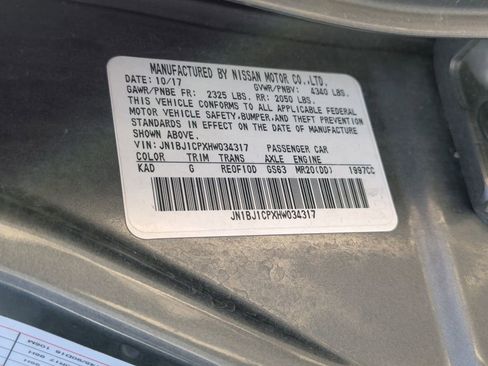 MANUFACTURED BY NISSAN MOTOR CO.,LTD.
DATE: 10/17 GVWR/PNBV: 4340 LBS.
GAWR/PNBE FR: 2325 LBS. RR: 2050 LBS.
THIS VEHICLE CONFORMS TO ALL APPLICABLE FEDERAL
MOTOR VEHICLE SAFETY,BUMPER,AND THEFT PREVENTION
STANDARDS IN EFFECT ON THE DATE OF MANUFACTURE
SHOWN ABOVE.
VIN: JN1BJ1CPXHW034317 PASSENGER CAR
COLOR TRIM TRANS AXLE ENGINE
KAD G RE0F10D GS63 MR20(DD) 1997CC
JN1BJ1CPXHW034317